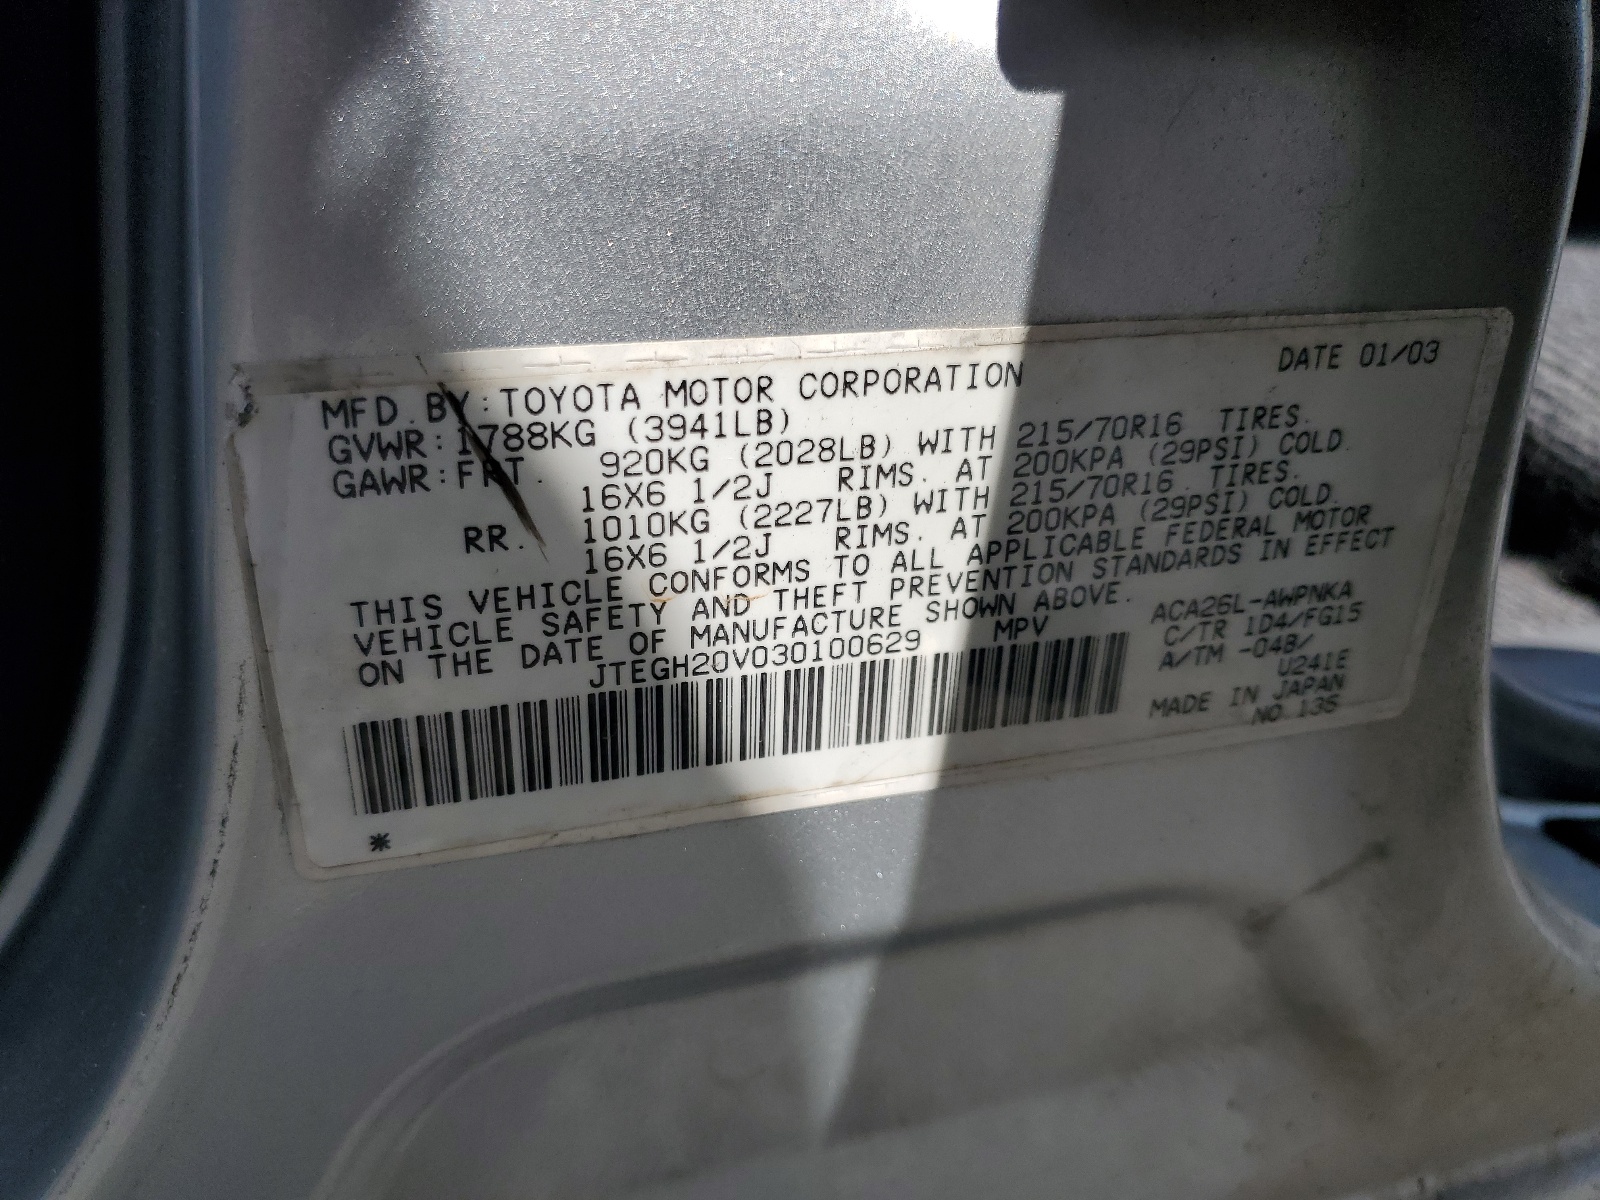 DATE 01/03
MFD. BY: TOYOTA MOTOR CORPORATION
GVWR: 1788KG (3941LB)
GAWR: FRT. 920KG (2028LB) WITH 215/70R16 TIRES.
16X6 1/2J RIMS. AT 200KPA (29PSI) COLD.
RR. 1010KG (2227LB) WITH 215/70R16 TIRES.
16X6 1/2J RIMS. AT 200KPA (29PSI) COLD.
THIS VEHICLE CONFORMS TO ALL APPLICABLE FEDERAL MOTOR
VEHICLE SAFETY AND THEFT PREVENTION STANDARDS IN EFFECT
ON THE DATE OF MANUFACTURE SHOWN ABOVE.
JTEGH20V030100629 MPV
ACA26L-AWPNKA
C/TR 1D4/FG15
A/TM -04B/
U241E
MADE IN JAPAN
NO 135
*